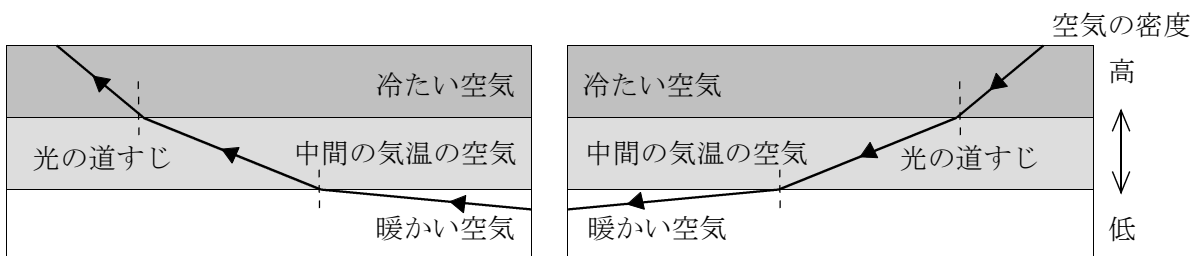 空気の密度
冷たい空気
光の道すじ
中間の気温の空気
暖かい空気
冷たい空気
中間の気温の空気
光の道すじ
暖かい空気
高
低